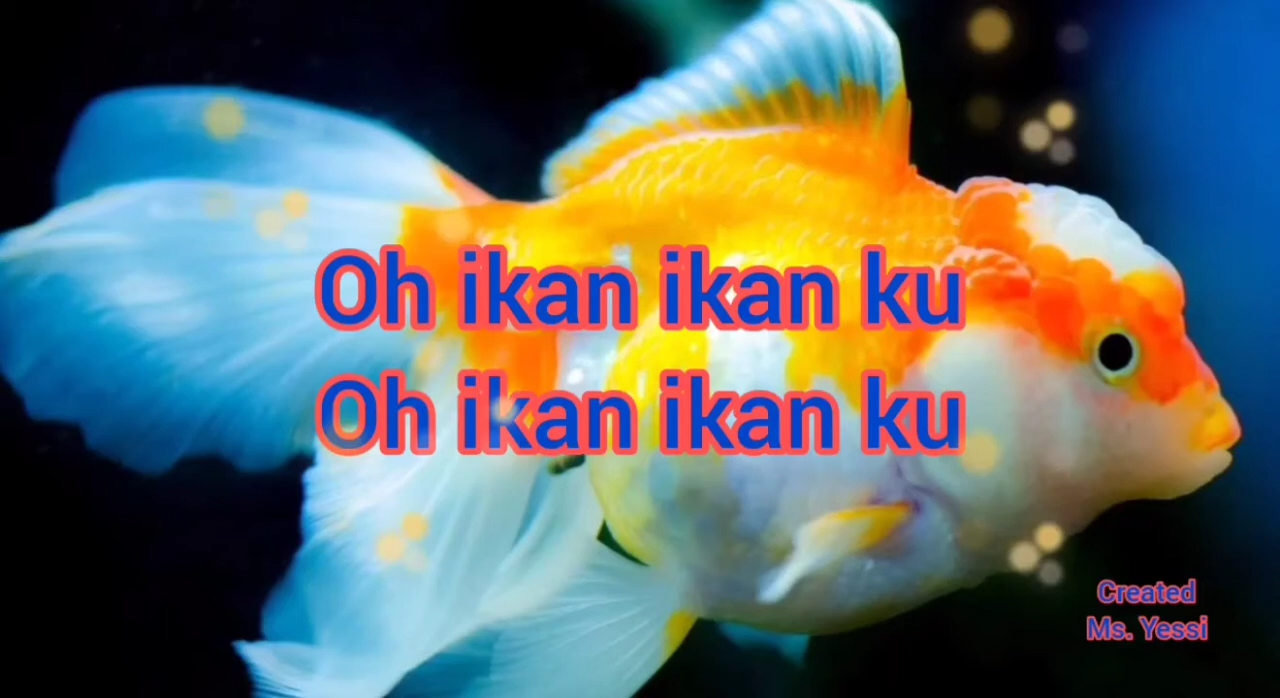 Oh ikan ikan ku
Oh ikan ikan ku
Created
Ms. Yessi